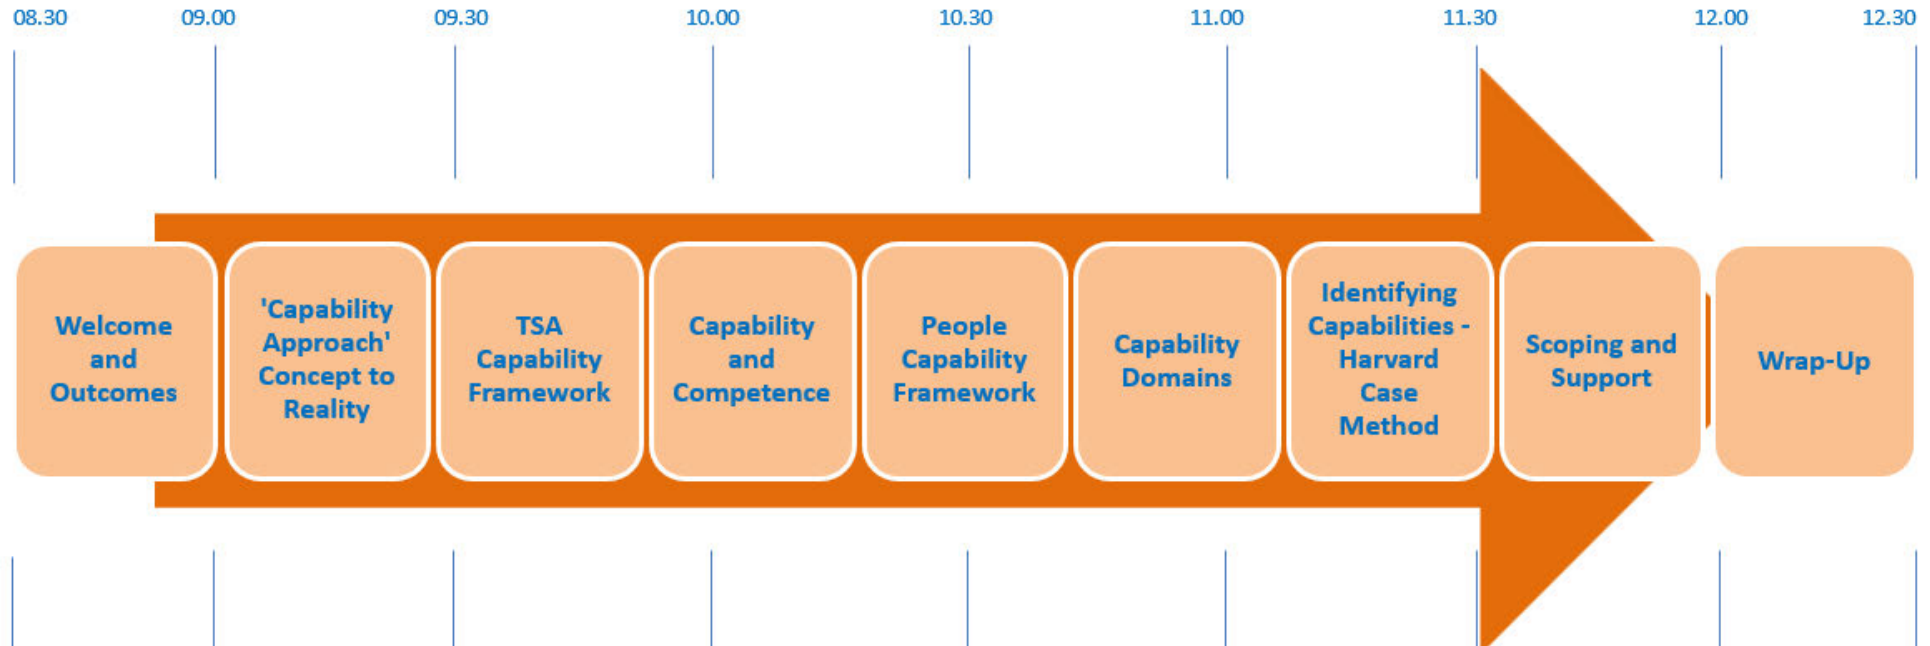 08.30 09.00 09.30 10.00 10.30 11.00 11.30 12.00 12.30
Welcome
and
Outcomes
'Capability
Approach'
Concept to
Reality
TSA
Capability
Framework
Capability
and
Competence
People
Capability
Framework
Capability
Domains
Identifying
Capabilities -
Harvard
Case
Method
Scoping and
Support
Wrap-Up